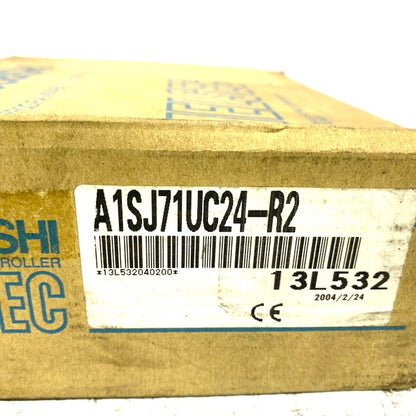 A1SJ71UC24-R2
*13L532040200*
13L532
2004/2/24
CE
SHI
ROLLER
EC